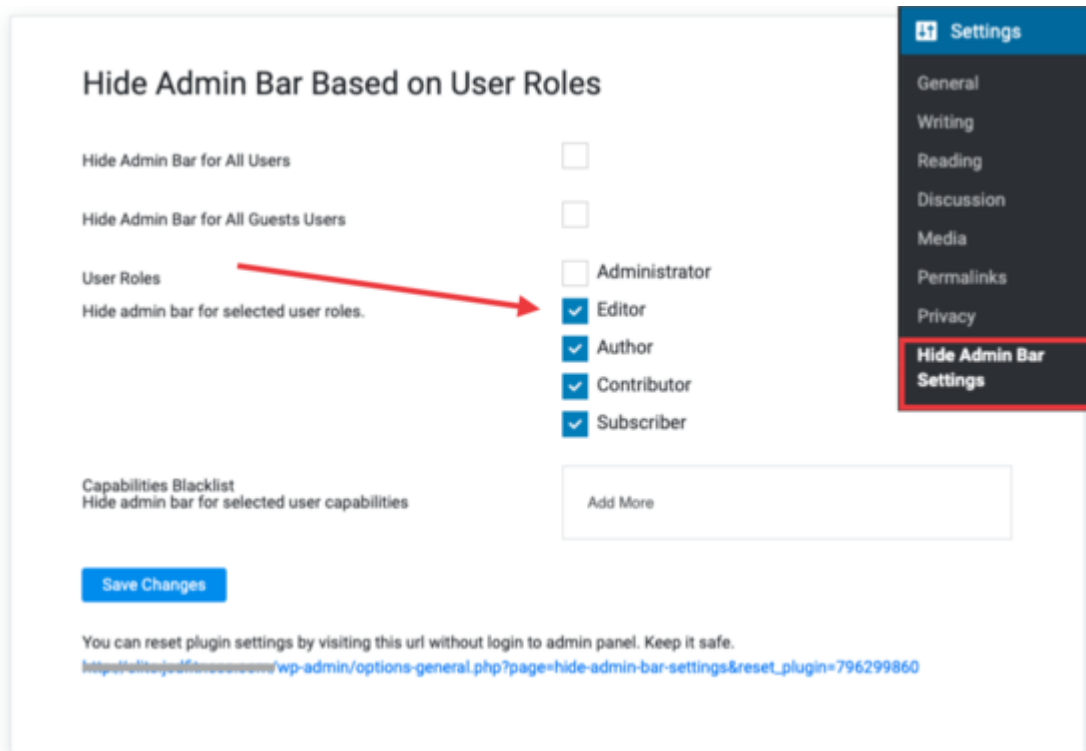 Settings
General
Writing
Reading
Discussion
Media
Permalinks
Privacy
Hide Admin Bar
Settings
Hide Admin Bar Based on User Roles
Hide Admin Bar for All Users
Hide Admin Bar for All Guests Users
User Roles
Hide admin bar for selected user roles.
Administrator
Editor
Author
Contributor
Subscriber
Capabilities Blacklist
Hide admin bar for selected user capabilities
Add More
Save Changes
You can reset plugin settings by visiting this url without login to admin panel. Keep it safe.
/wp-admin/options-general.php?page=hide-admin-bar-settings&reset_plugin=796299860